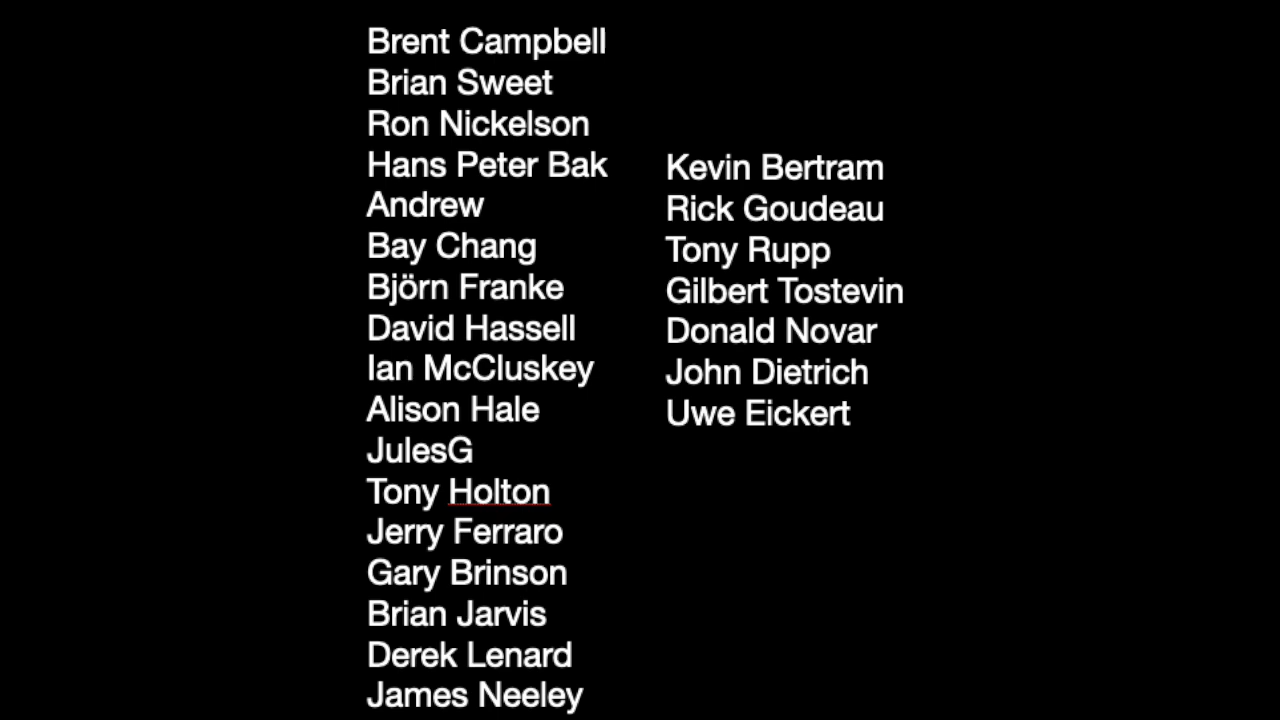 Brent Campbell
Brian Sweet
Ron Nickelson
Hans Peter Bak
Andrew
Bay Chang
Björn Franke
David Hassell
Ian McCluskey
Alison Hale
JulesG
Tony Holton
Jerry Ferraro
Gary Brinson
Brian Jarvis
Derek Lenard
James Neeley
Kevin Bertram
Rick Goudeau
Tony Rupp
Gilbert Tostevin
Donald Novar
John Dietrich
Uwe Eickert